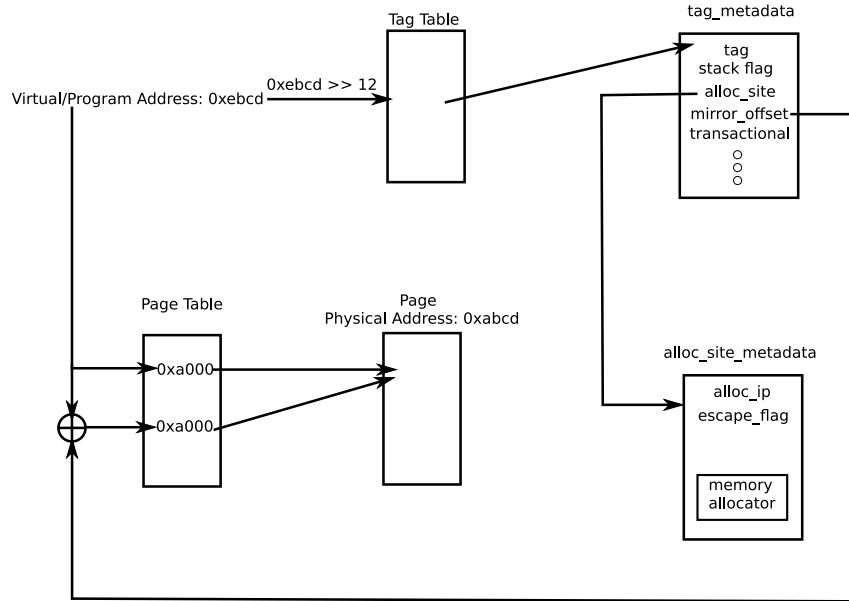 Tag Table
tag_metadata
0xebcd >> 12
Virtual/Program Address: 0xebcd
tag
stack flag
alloc_site
mirror_offset
transactional
Page Table
Page
Physical Address: 0xabcd
0xa000
0xa000
alloc_site_metadata
alloc_ip
escape_flag
memory
allocator